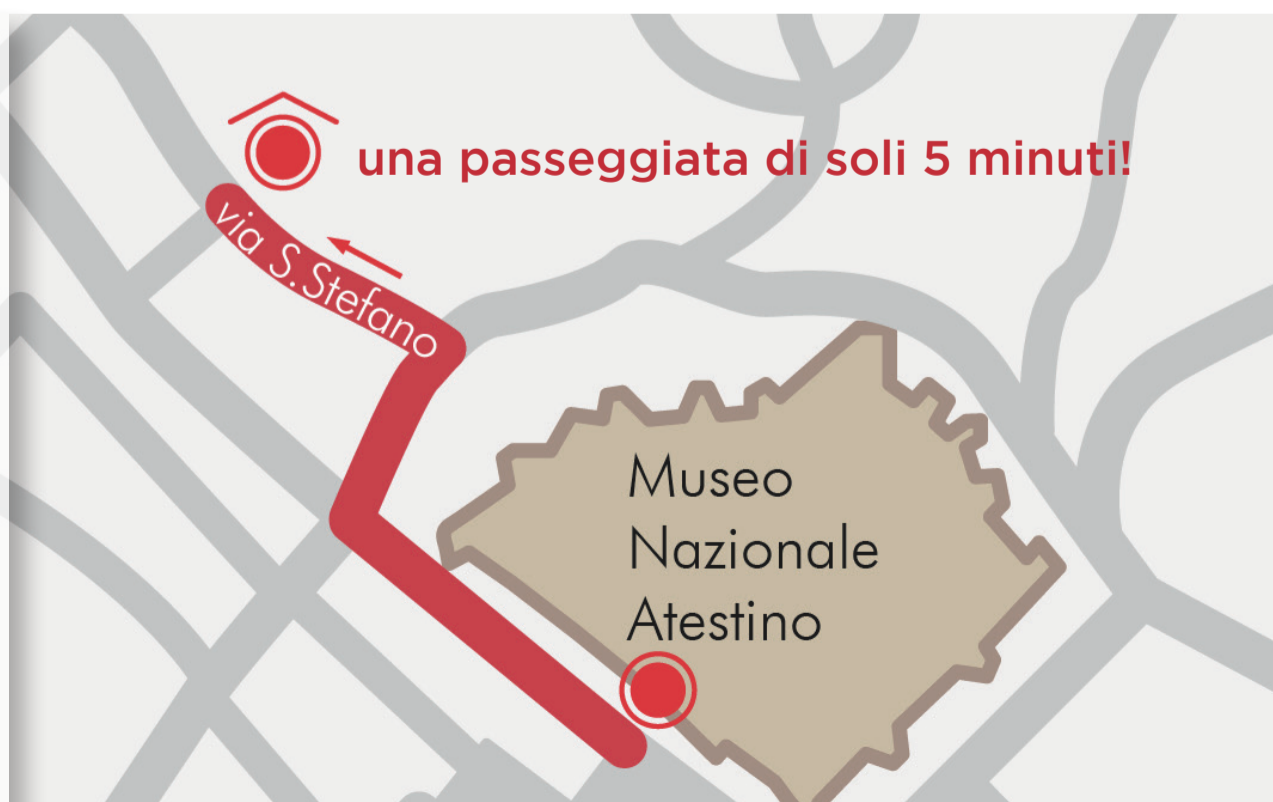 una passeggiata di soli 5 minuti!
via S.Stefano
Museo
Nazionale
Atestino